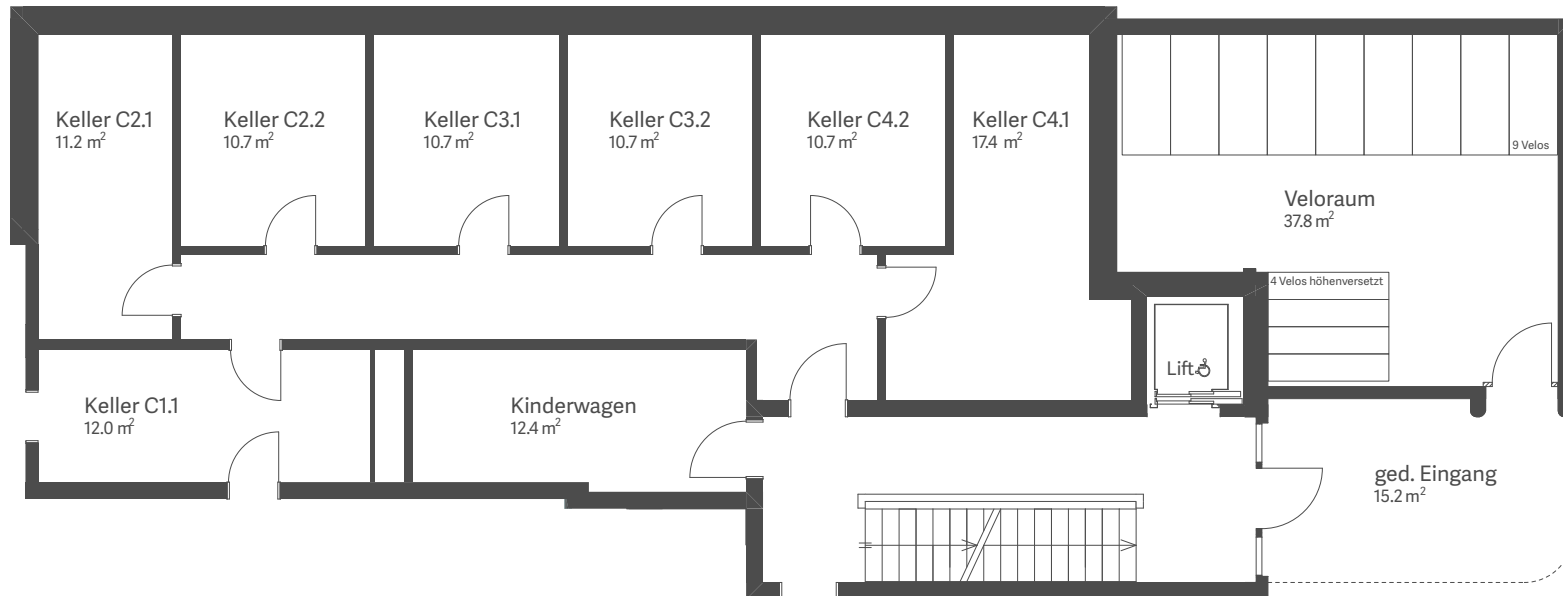 Keller C2.1
11.2 m²
Keller C2.2
10.7 m²
Keller C3.1
10.7 m²
Keller C3.2
10.7 m²
Keller C4.2
10.7 m²
Keller C4.1
17.4 m²
9 Velos
Veloraum
37.8 m²
4 Velos höhenversetzt
Lift
Keller C1.1
12.0 m²
Kinderwagen
12.4 m²
ged. Eingang
15.2 m²